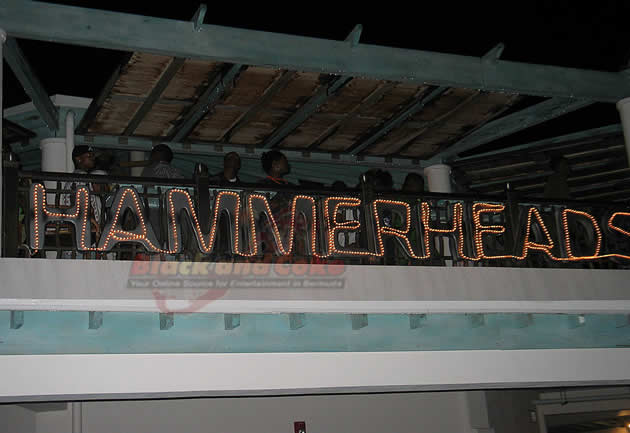 HAMMERHEADS
Black and Coke
Your Online Source for Entertainment in Bermuda